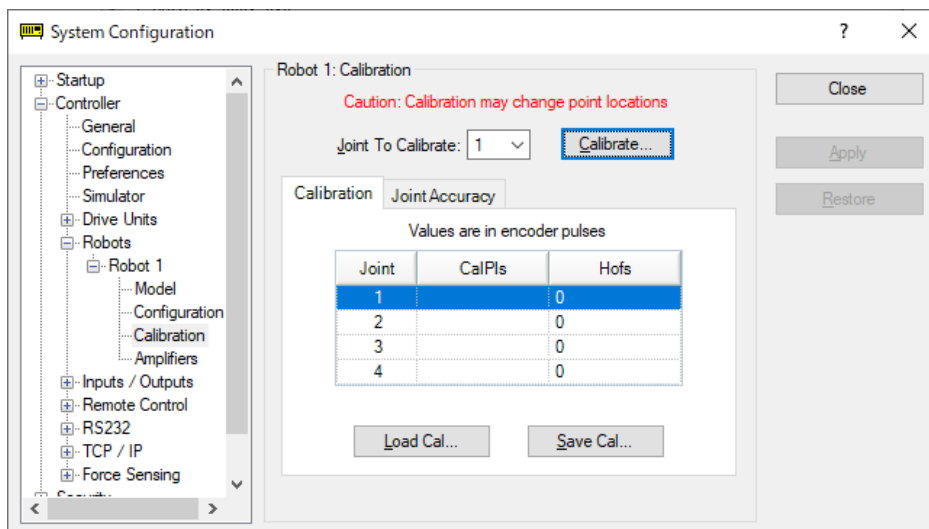 System Configuration
?
Startup
Controller
General
Configuration
Preferences
Simulator
Drive Units
Robots
Robot 1
Model
Configuration
Calibration
Amplifiers
Inputs / Outputs
Remote Control
RS232
TCP / IP
Force Sensing
Robot 1: Calibration
Caution: Calibration may change point locations
Joint To Calibrate: 1
Calibrate...
Calibration Joint Accuracy
Values are in encoder pulses
Joint CalPls Hofs
1 0
2 0
3 0
4 0
Load Cal...
Save Cal...
Close
Apply
Restore